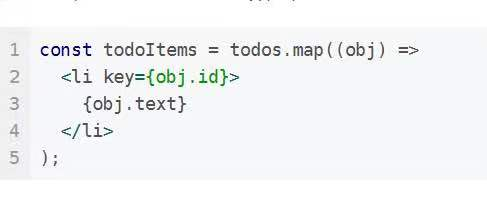 1 const todoItems = todos.map((obj) =>
2   <li key={obj.id}>
3     {obj.text}
4   </li>
5 );